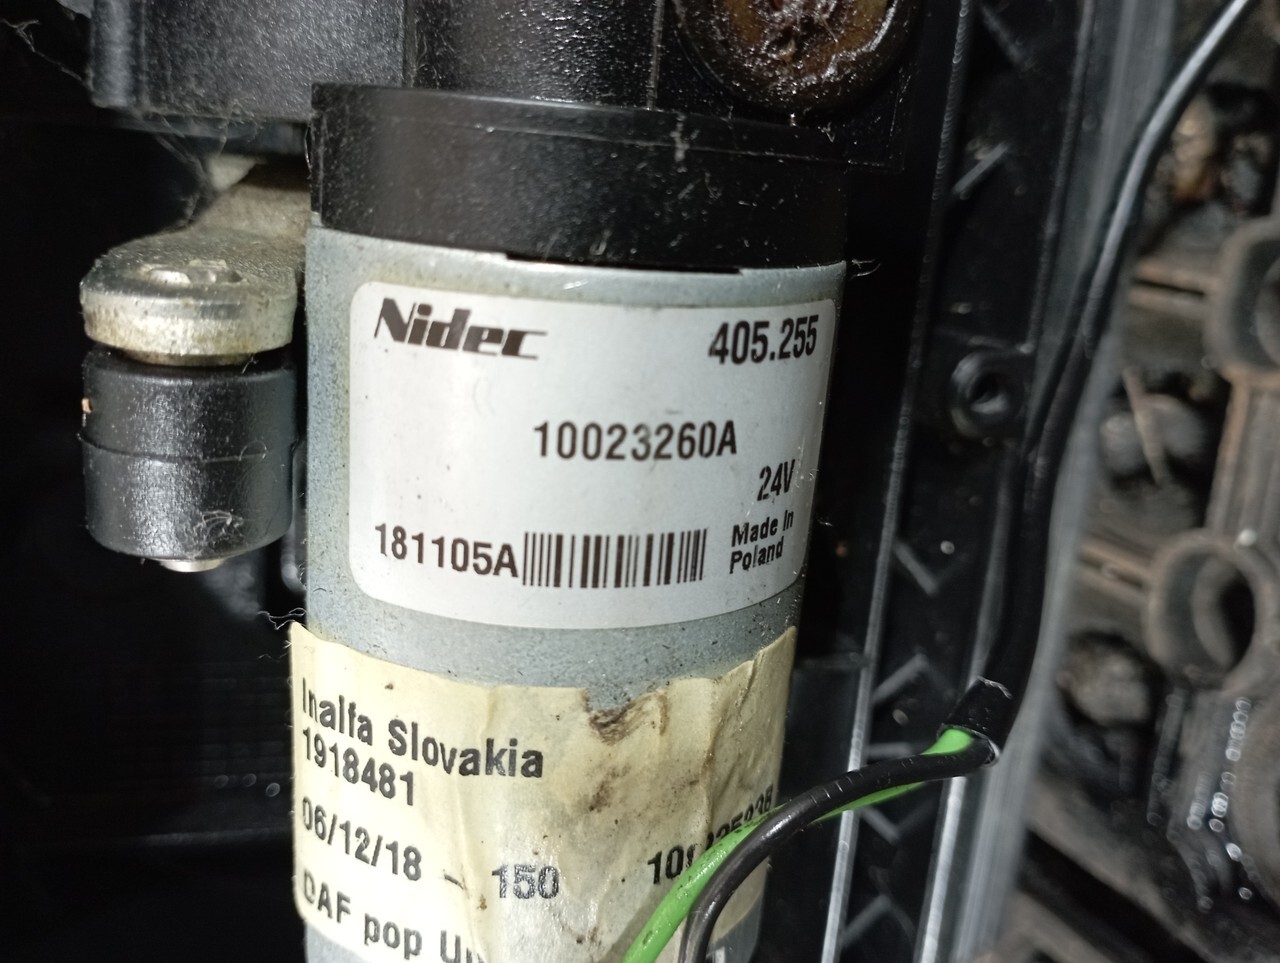 Nidec 405.255
10023260A
24V
181105A Made in
Poland
Inalfa Slovakia
1918481
06/12/18 - 150
DAF pop